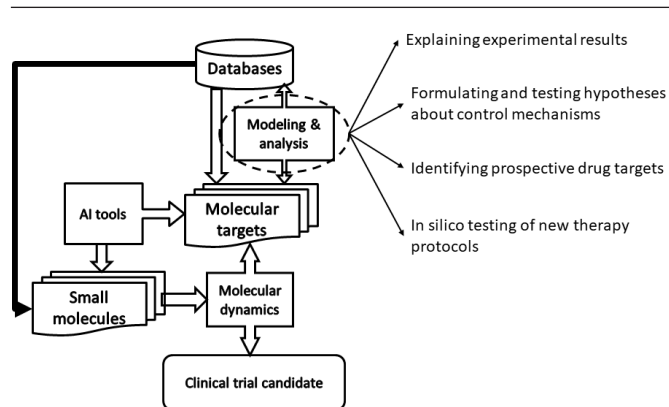 Databases
Modeling &
analysis
AI tools
Molecular
targets
Small
molecules
Molecular
dynamics
Clinical trial candidate
Explaining experimental results
Formulating and testing hypotheses
about control mechanisms
Identifying prospective drug targets
In silico testing of new therapy
protocols